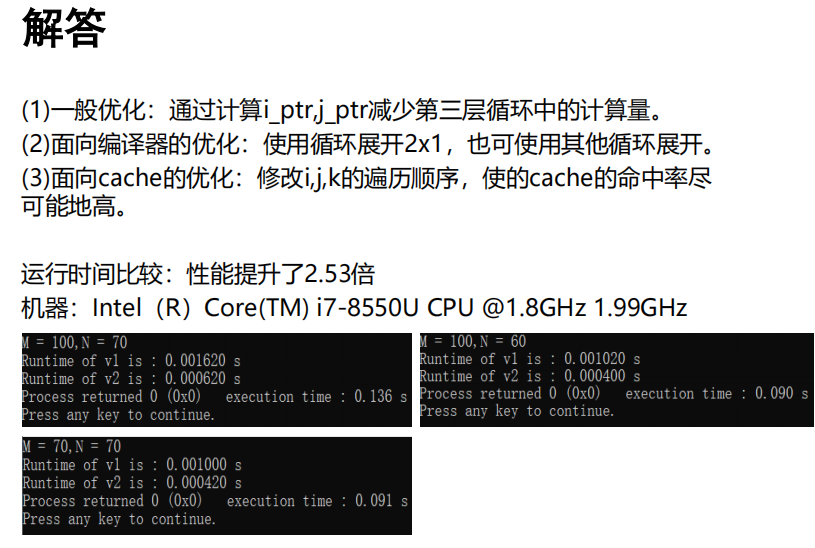 解答
(1)一般优化：通过计算i_ptr,j_ptr减少第三层循环中的计算量。
(2)面向编译器的优化：使用循环展开2x1，也可使用其他循环展开。
(3)面向cache的优化：修改i,j,k的遍历顺序，使的cache的命中率尽
可能地高。
运行时间比较：性能提升了2.53倍
机器：Intel（R）Core(TM) i7-8550U CPU @1.8GHz 1.99GHz
M = 100,N = 70
Runtime of v1 is : 0.001620 s
Runtime of v2 is : 0.000620 s
Process returned 0 (0x0)   execution time : 0.136 s
Press any key to continue.
M = 100,N = 60
Runtime of v1 is : 0.001020 s
Runtime of v2 is : 0.000400 s
Process returned 0 (0x0)   execution time : 0.090 s
Press any key to continue.
M = 70,N = 70
Runtime of v1 is : 0.001000 s
Runtime of v2 is : 0.000420 s
Process returned 0 (0x0)   execution time : 0.091 s
Press any key to continue.